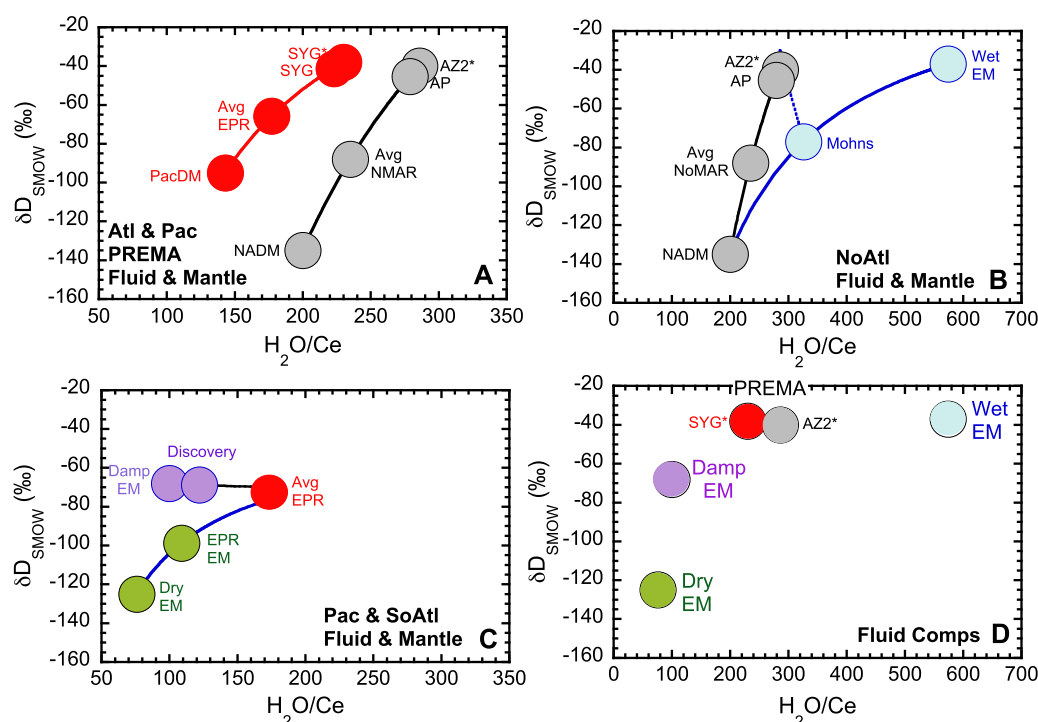 -20
-40
-60
-80
-100
-120
-140
-160
δD_SMOW (‰)
SYG*
SYG
AZ2*
AP
Avg
EPR
Avg
NMAR
PacDM
NADM
Atl & Pac
PREMA
Fluid & Mantle
A
50 100 150 200 250 300 350
H₂O/Ce
-20
-40
-60
-80
-100
-120
-140
-160
δD_SMOW (‰)
AZ2*
AP
Wet
EM
Mohns
Avg
NoMAR
NADM
NoAtl
Fluid & Mantle
B
0 100 200 300 400 500 600 700
H₂O/Ce
-20
-40
-60
-80
-100
-120
-140
-160
δD_SMOW (‰)
Discovery
Damp
EM
Avg
EPR
EPR
EM
Dry
EM
Pac & SoAtl
Fluid & Mantle
C
50 100 150 200 250 300 350
H₂O/Ce
-20
-40
-60
-80
-100
-120
-140
-160
δD_SMOW (‰)
PREMA
SYG*
AZ2*
Wet
EM
Damp
EM
Dry
EM
Fluid Comps
D
0 100 200 300 400 500 600 700
H₂O/Ce